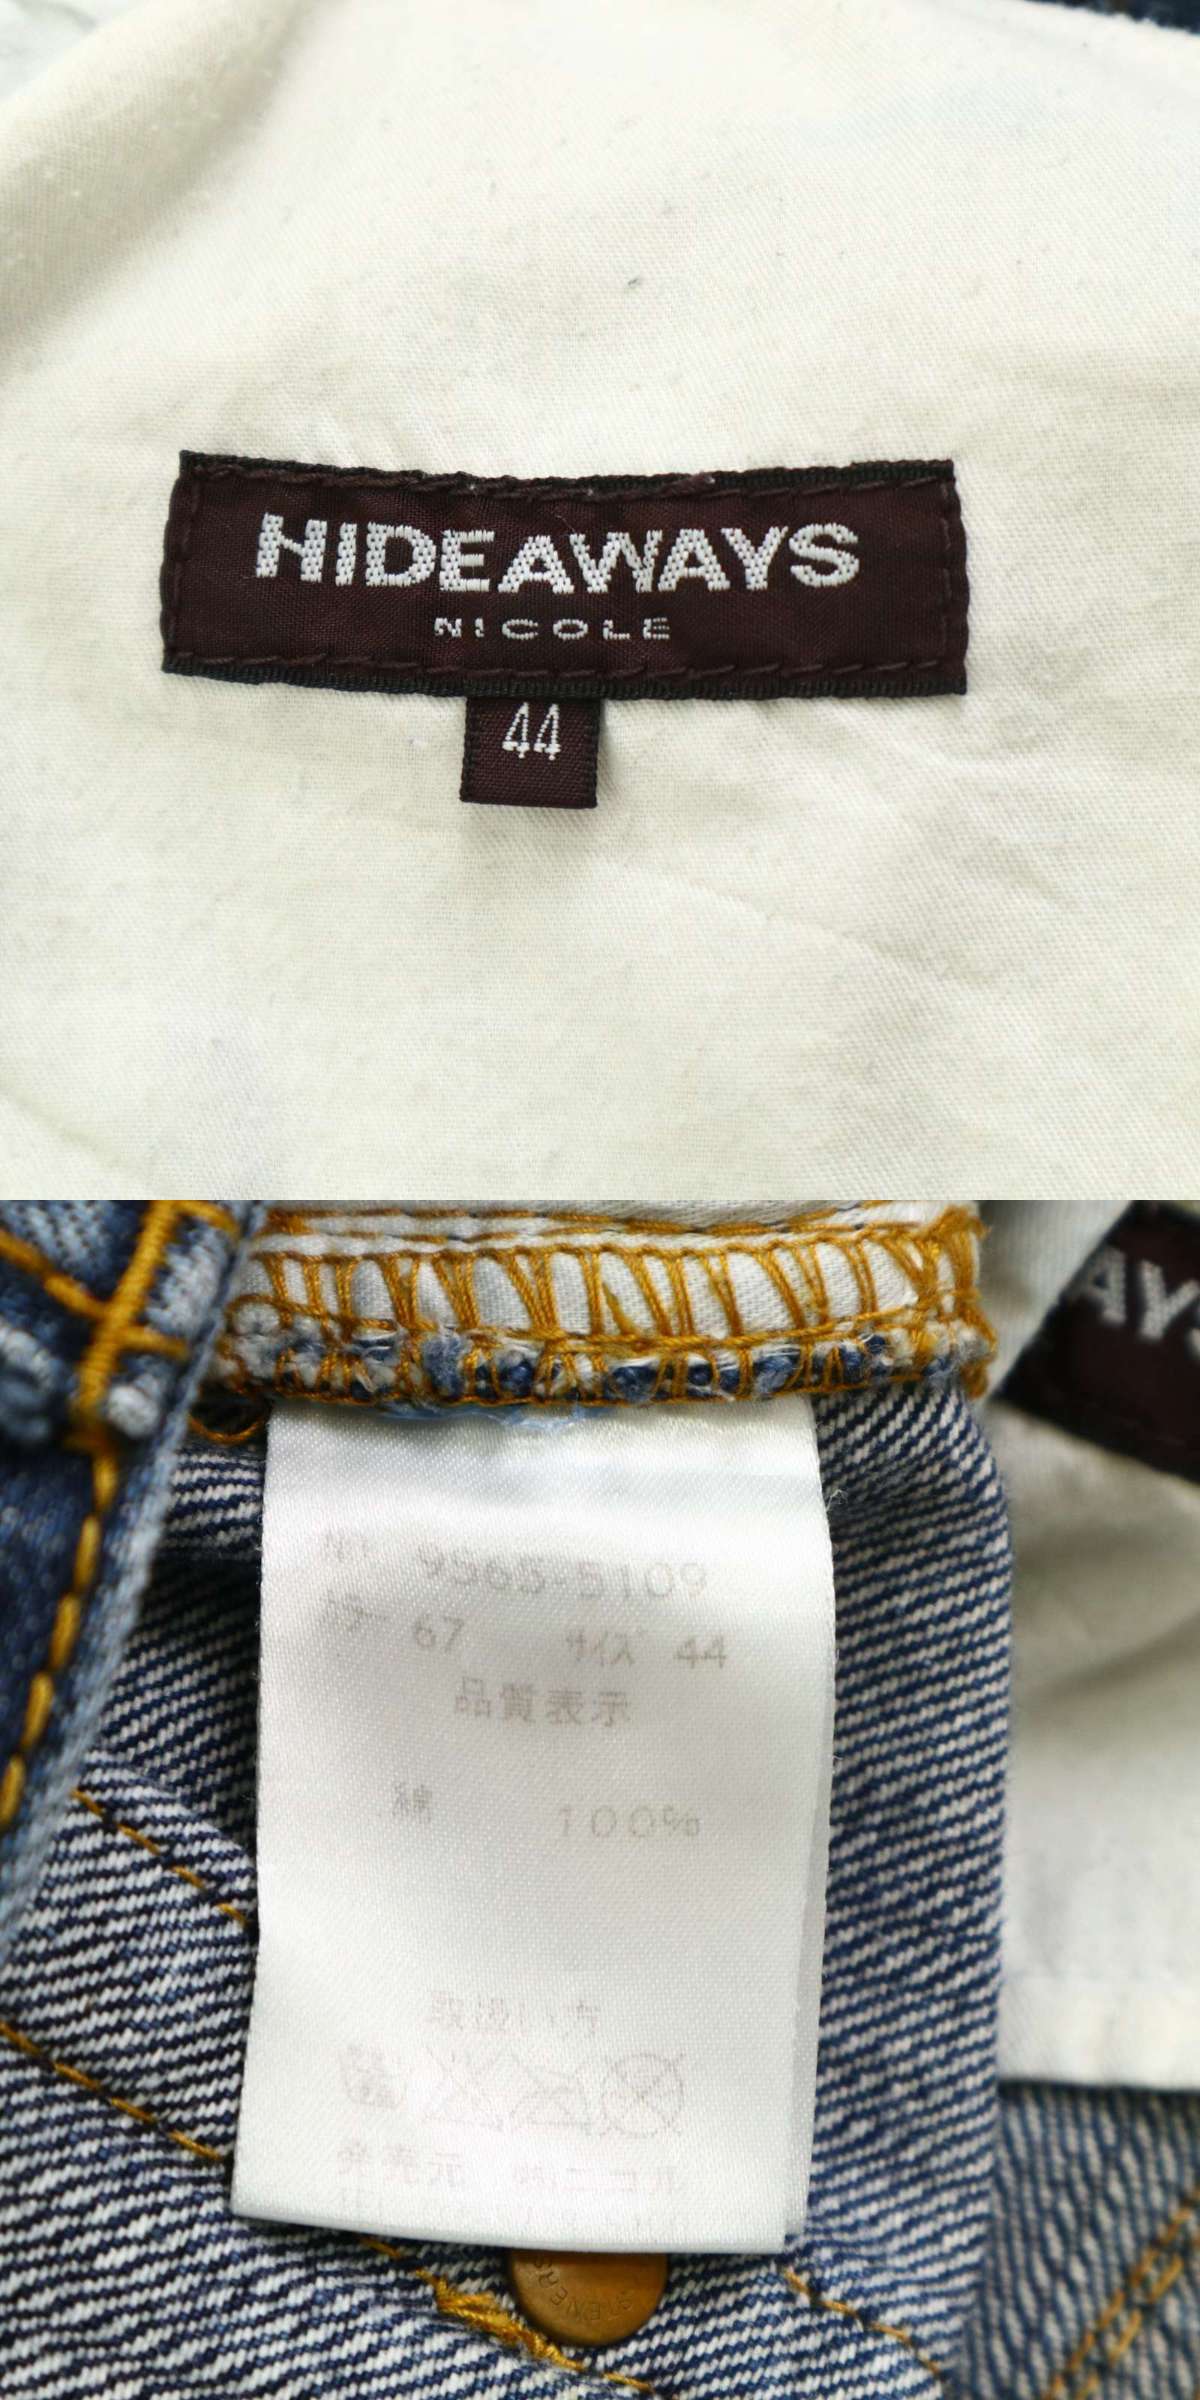 HIDEAWAYS
NICOLE
44
AYS
No 9565-5109
カラー 67 サイズ 44
品質表示
綿 100%
取扱い方
発売元 ㈱ニコル